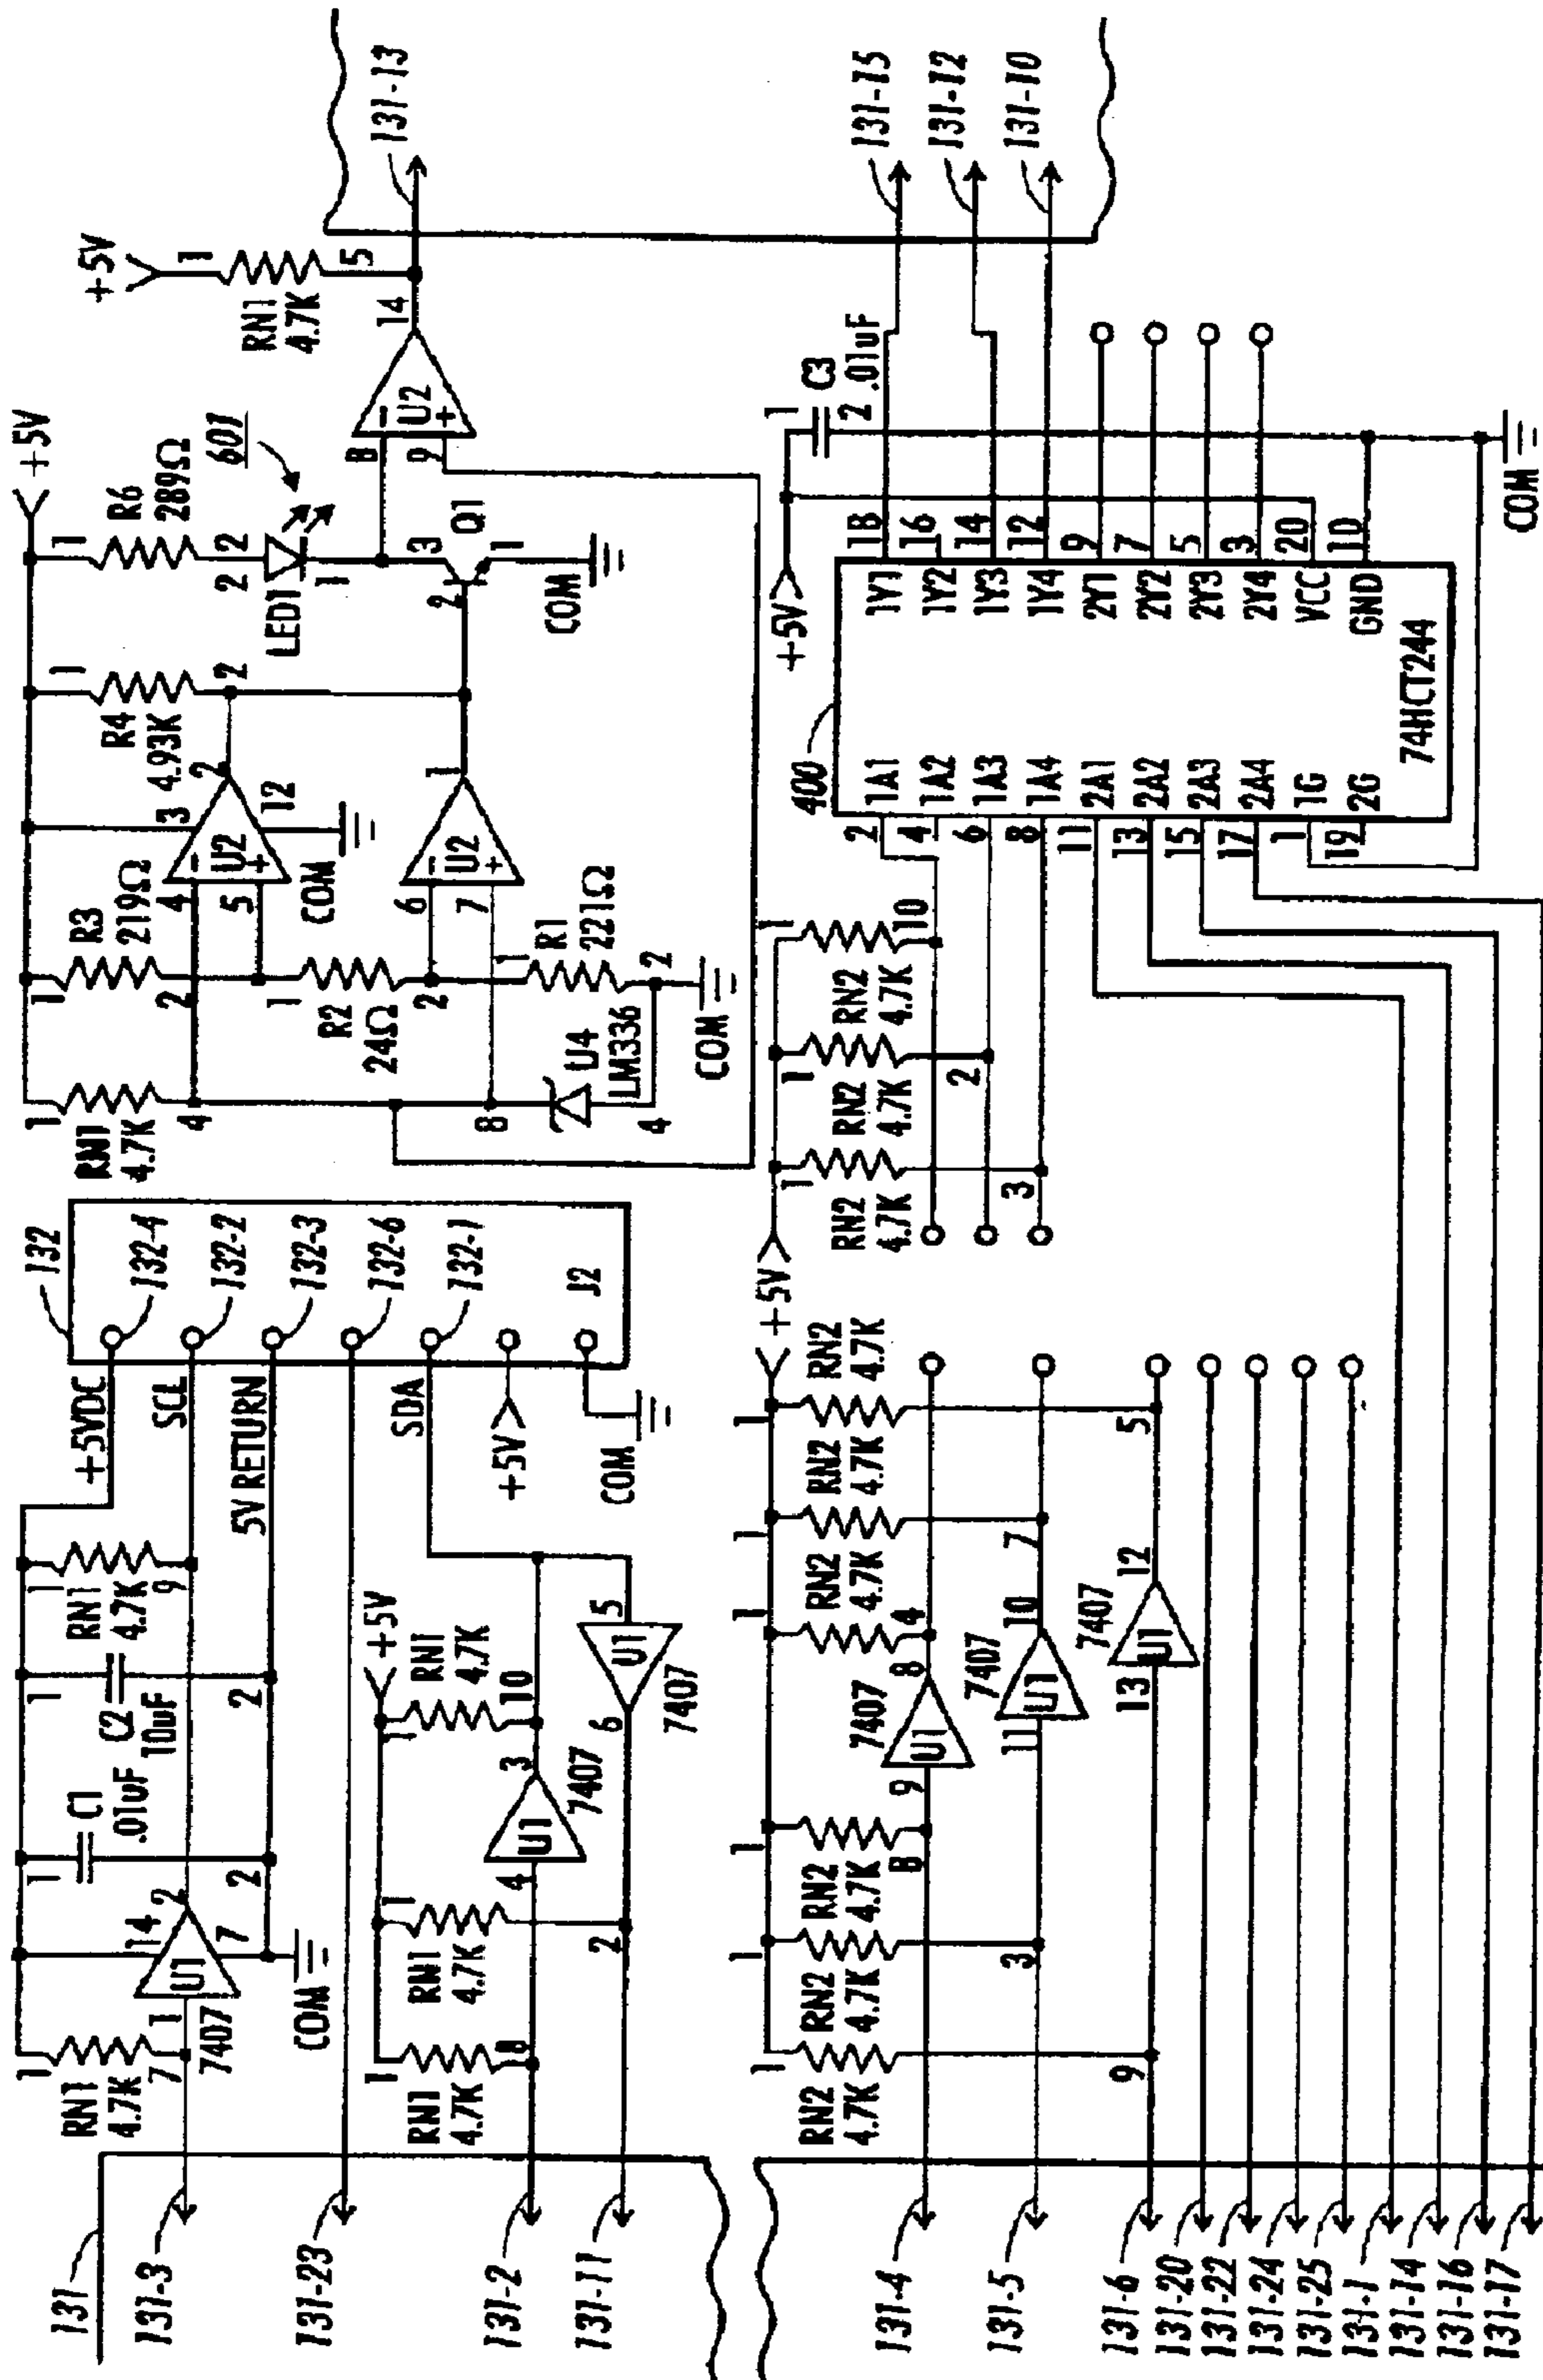 131
131-3
131-23
131-2
131-11
1
RN1
4.7K
7
1
7407
U1
14
2
7
COM
1
C1
.01uF
2
1
C2
10uF
2
1
RN1
4.7K
9
+5VDC
SCL
5V RETURN
SDA
+5V
COM
132
132-4
132-2
132-3
132-6
132-1
J2
1
RN1
4.7K
18
1
RN1
4.7K
2
4
U1
3
7407
+5V
1
RN1
4.7K
10
5
U1
6
7407
1
RN1
4.7K
4
8
U4
LM336
4
1
R3
219Ω
2
1
R2
24Ω
2
1
R1
221Ω
2
COM
4
5
-
+
U2
3
2
12
COM
6
7
-
+
U2
1
1
R4
4.93K
2
+5V
1
R6
289Ω
2
2
LED1
1
601
3
2
Q1
1
COM
8
9
-
+
U2
14
+5V
1
RN1
4.7K
5
131-13
131-4
131-5
131-6
131-20
131-22
131-24
131-25
131-1
131-14
131-16
131-17
1
RN2
4.7K
9
1
RN2
4.7K
3
1
RN2
4.7K
8
9
U1
8
7407
11
U1
10
7407
13
U1
12
7407
1
RN2
4.7K
4
1
RN2
4.7K
7
1
RN2
4.7K
5
+5V
+5V
1
RN2
4.7K
3
1
RN2
4.7K
2
1
RN2
4.7K
10
400
2 1A1
4 1A2
6 1A3
8 1A4
11 2A1
13 2A2
15 2A3
17 2A4
1 1G
19 2G
74HCT244
1Y1 18
1Y2 16
1Y3 14
1Y4 12
2Y1 9
2Y2 7
2Y3 5
2Y4 3
VCC 20
GND 10
+5V
1
C3
.01uF
2
COM
131-15
131-12
131-10